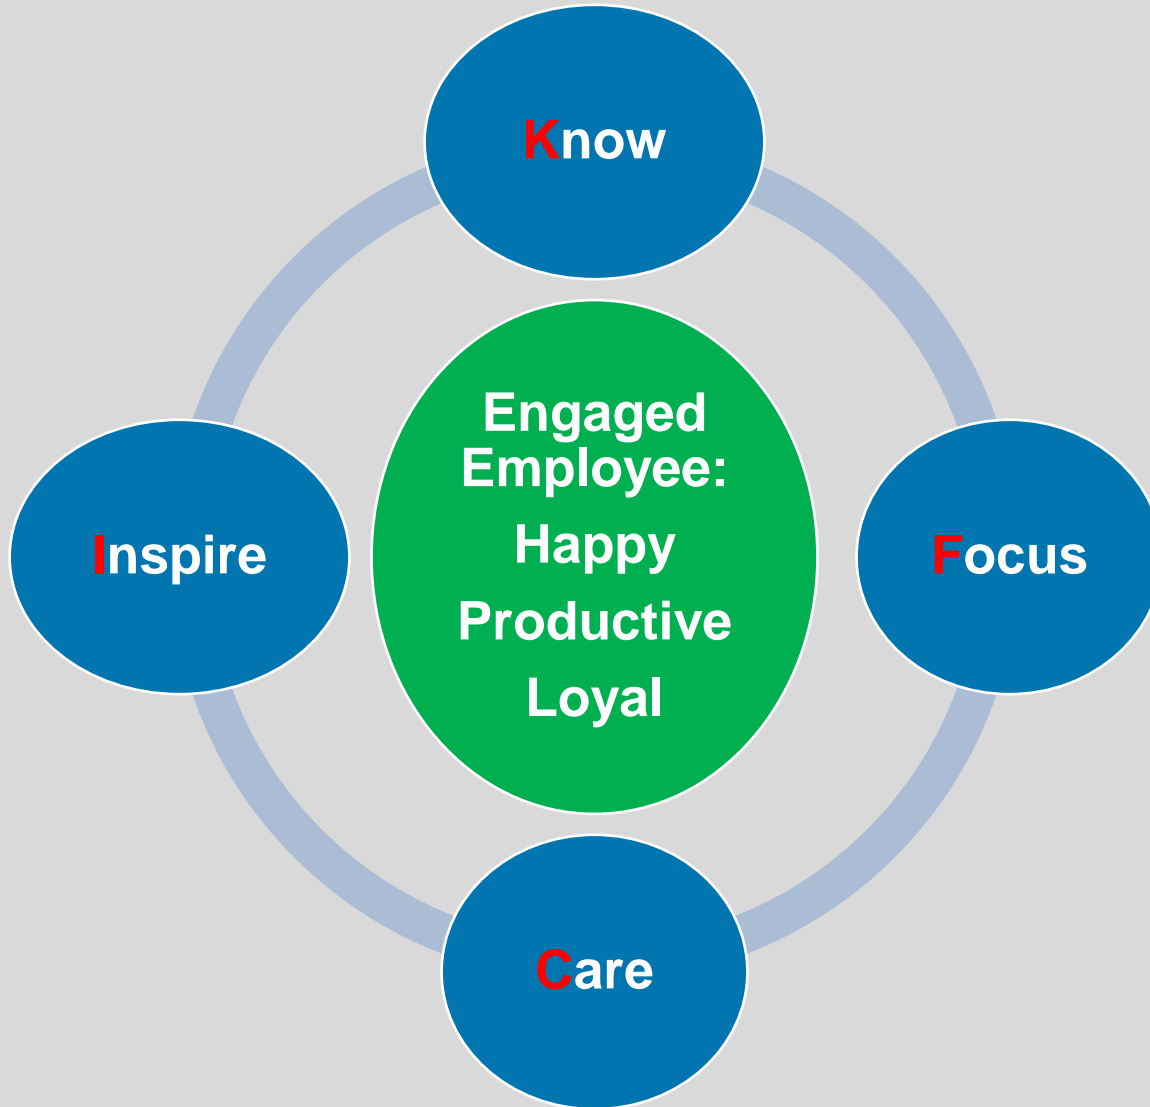 Know
Engaged
Employee:
Happy
Productive
Loyal
Inspire
Focus
Care